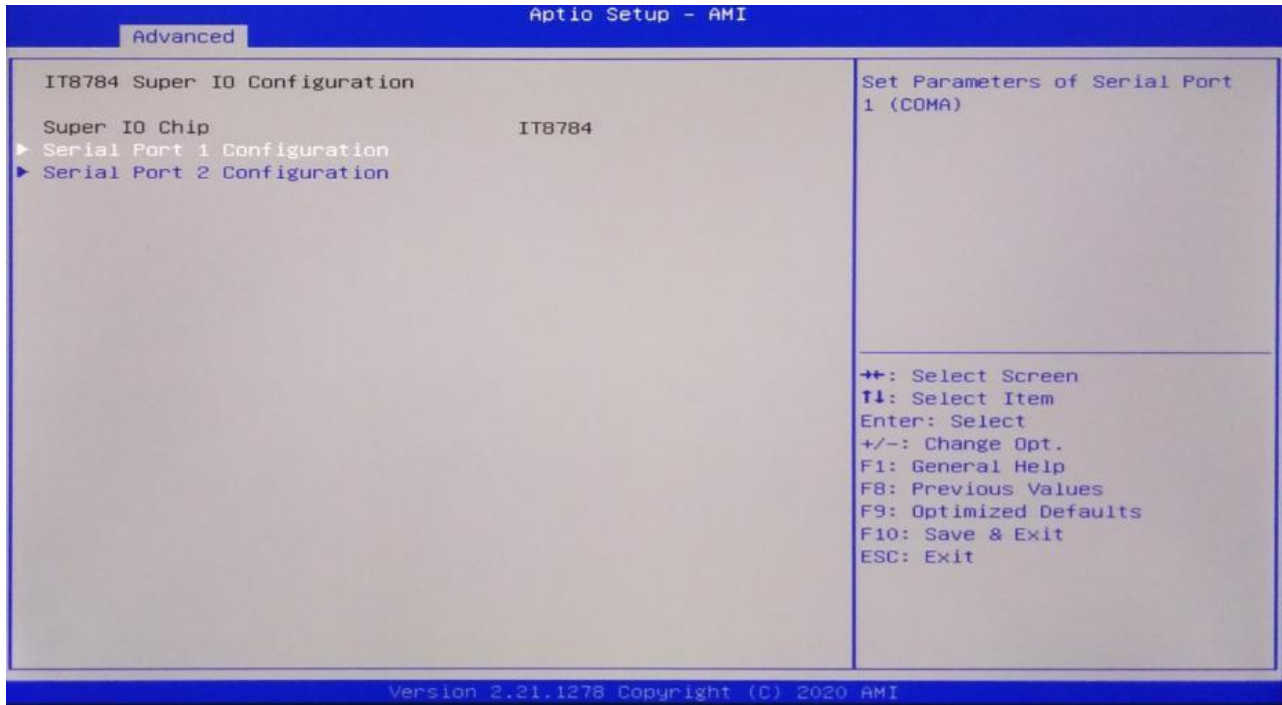 Aptio Setup - AMI
Advanced
IT8784 Super IO Configuration
Super IO Chip IT8784
▶ Serial Port 1 Configuration
▶ Serial Port 2 Configuration
Set Parameters of Serial Port
1 (COMA)
→←: Select Screen
↑↓: Select Item
Enter: Select
+/-: Change Opt.
F1: General Help
F8: Previous Values
F9: Optimized Defaults
F10: Save & Exit
ESC: Exit
Version 2.21.1278 Copyright (C) 2020 AMI